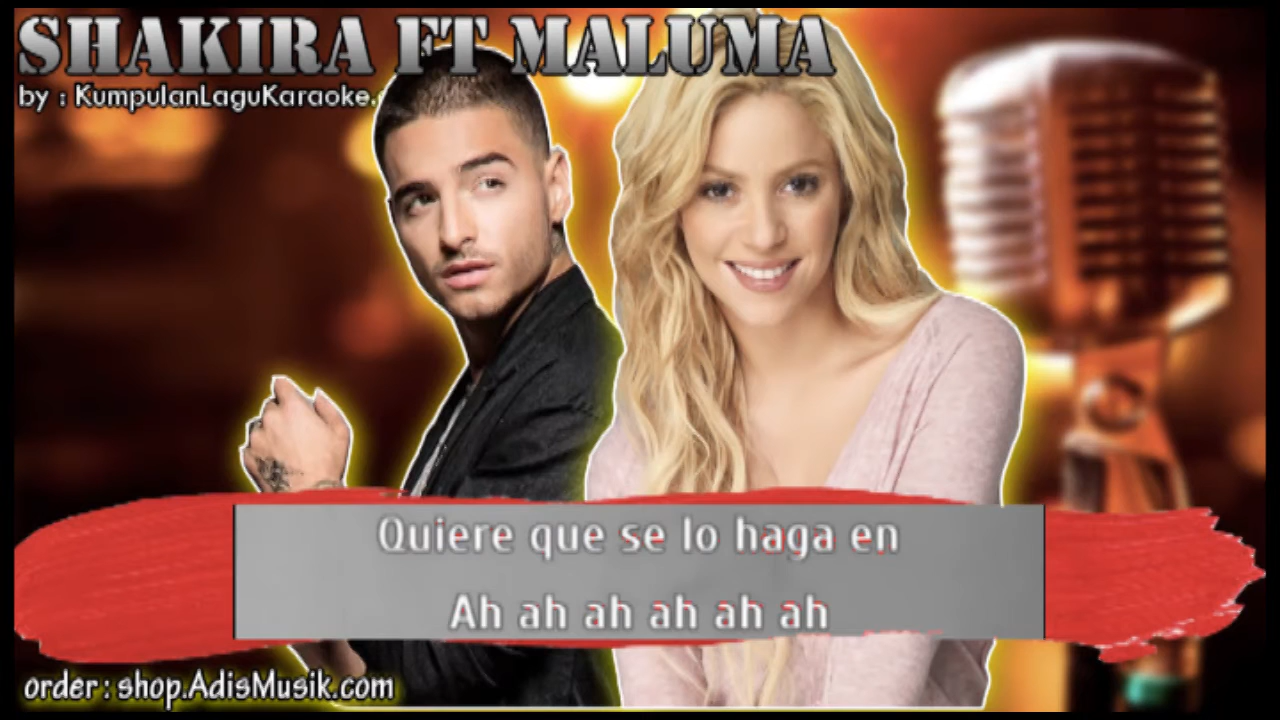 SHAKIRA FT MALUMA
by : KumpulanLaguKaraoke.
Quiere que se lo haga en
Ah ah ah ah ah ah
order : shop.AdisMusik.com